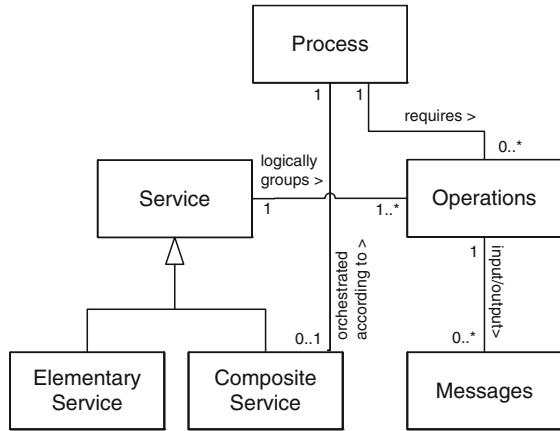 Process
1
1
requires >
0..*
logically
groups >
Service
1
1..*
Operations
1
orchestrated
according to >
input/output>
0..1
0..*
Elementary
Service
Composite
Service
Messages